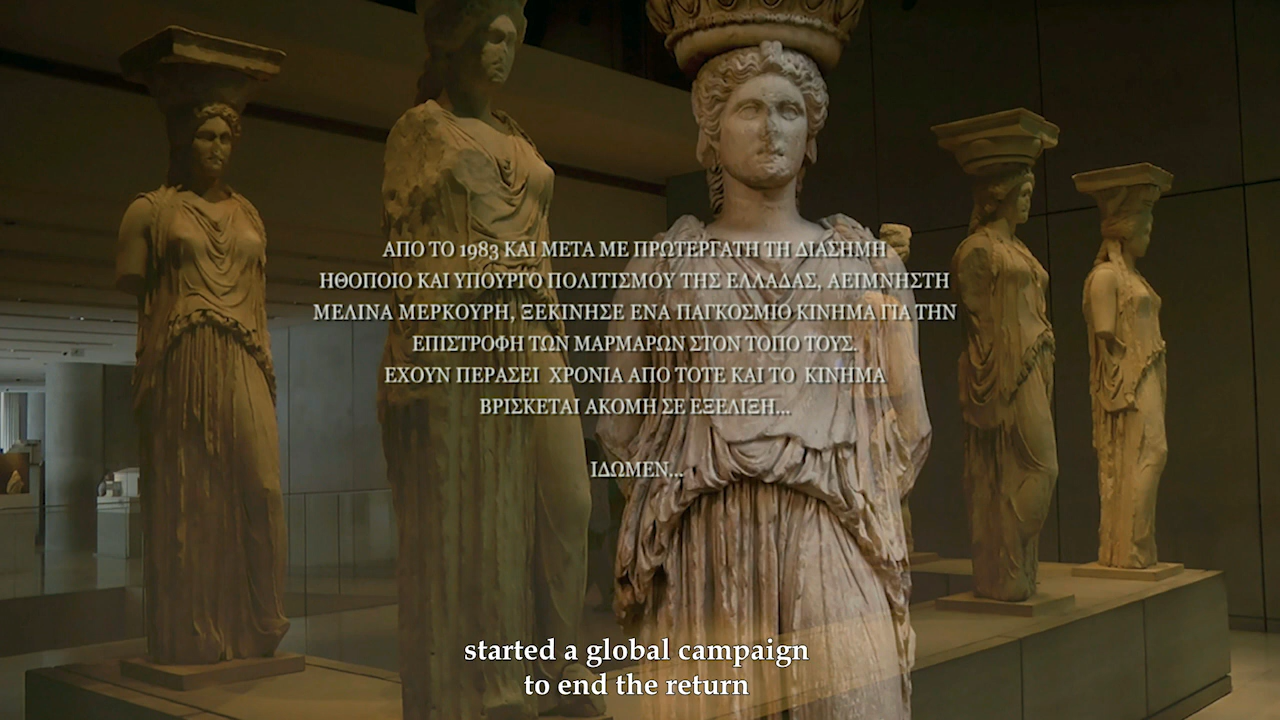 ΑΠΟ ΤΟ 1983 ΚΑΙ ΜΕΤΑ ΜΕ ΠΡΩΤΕΡΓΑΤΗ ΤΗ ΔΙΑΣΗΜΗ
ΗΘΟΠΟΙΟ ΚΑΙ ΥΠΟΥΡΓΟ ΠΟΛΙΤΙΣΜΟΥ ΤΗΣ ΕΛΛΑΔΑΣ, ΑΕΙΜΝΗΣΤΗ
ΜΕΛΙΝΑ ΜΕΡΚΟΥΡΗ, ΞΕΚΙΝΗΣΕ ΕΝΑ ΠΑΓΚΟΣΜΙΟ ΚΙΝΗΜΑ ΓΙΑ ΤΗΝ
ΕΠΙΣΤΡΟΦΗ ΤΩΝ ΜΑΡΜΑΡΩΝ ΣΤΟΝ ΤΟΠΟ ΤΟΥΣ.
ΕΧΟΥΝ ΠΕΡΑΣΕΙ ΧΡΟΝΙΑ ΑΠΟ ΤΟΤΕ ΚΑΙ ΤΟ ΚΙΝΗΜΑ
ΒΡΙΣΚΕΤΑΙ ΑΚΟΜΗ ΣΕ ΕΞΕΛΙΞΗ...
ΙΔΩΜΕΝ...
started a global campaign
to end the return